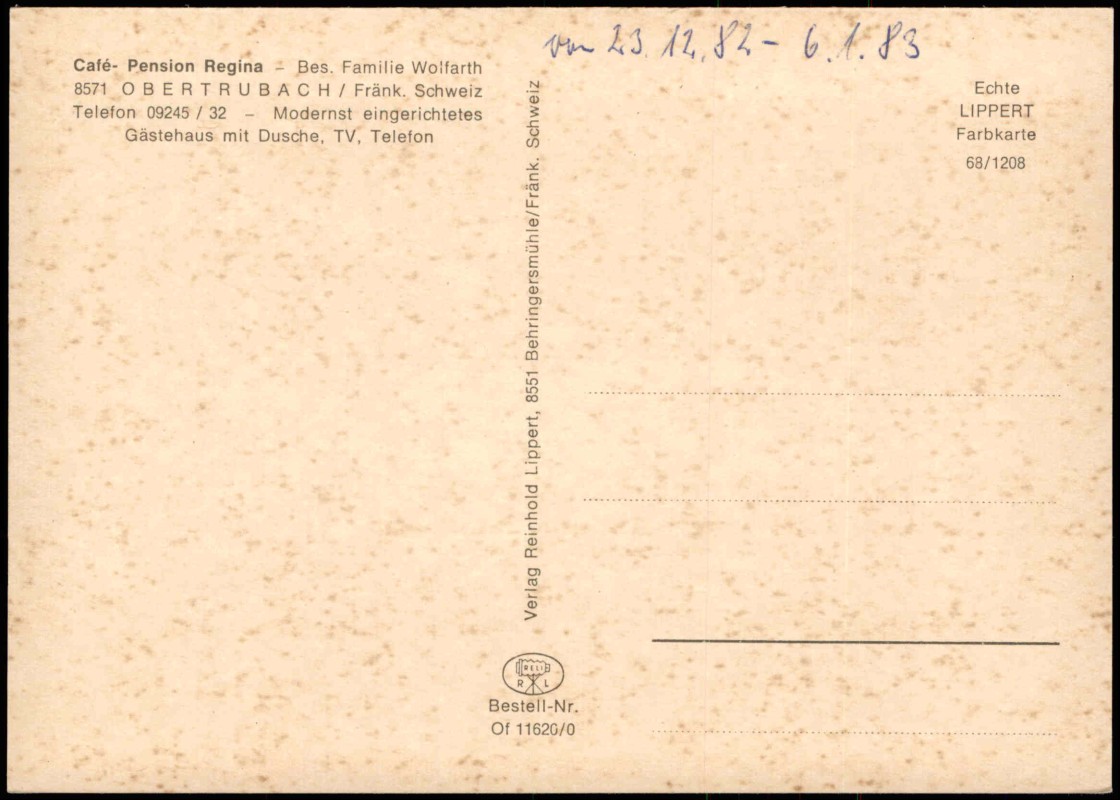 von 23.12.82 - 6.1.83
Café- Pension Regina – Bes. Familie Wolfarth
8571 OBERTRUBACH / Fränk. Schweiz
Telefon 09245 / 32 – Modernst eingerichtetes
Gästehaus mit Dusche, TV, Telefon
Echte
LIPPERT
Farbkarte
68/1208
Verlag Reinhold Lippert, 8551 Behringersmühle/Fränk. Schweiz
RELI
R L
Bestell-Nr.
Of 11620/0